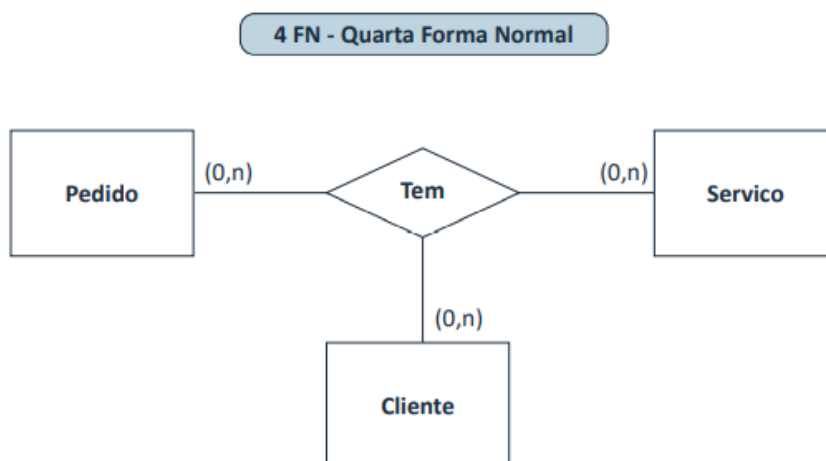 4 FN - Quarta Forma Normal
(0,n)
(0,n)
Pedido
Tem
Servico
(0,n)
Cliente